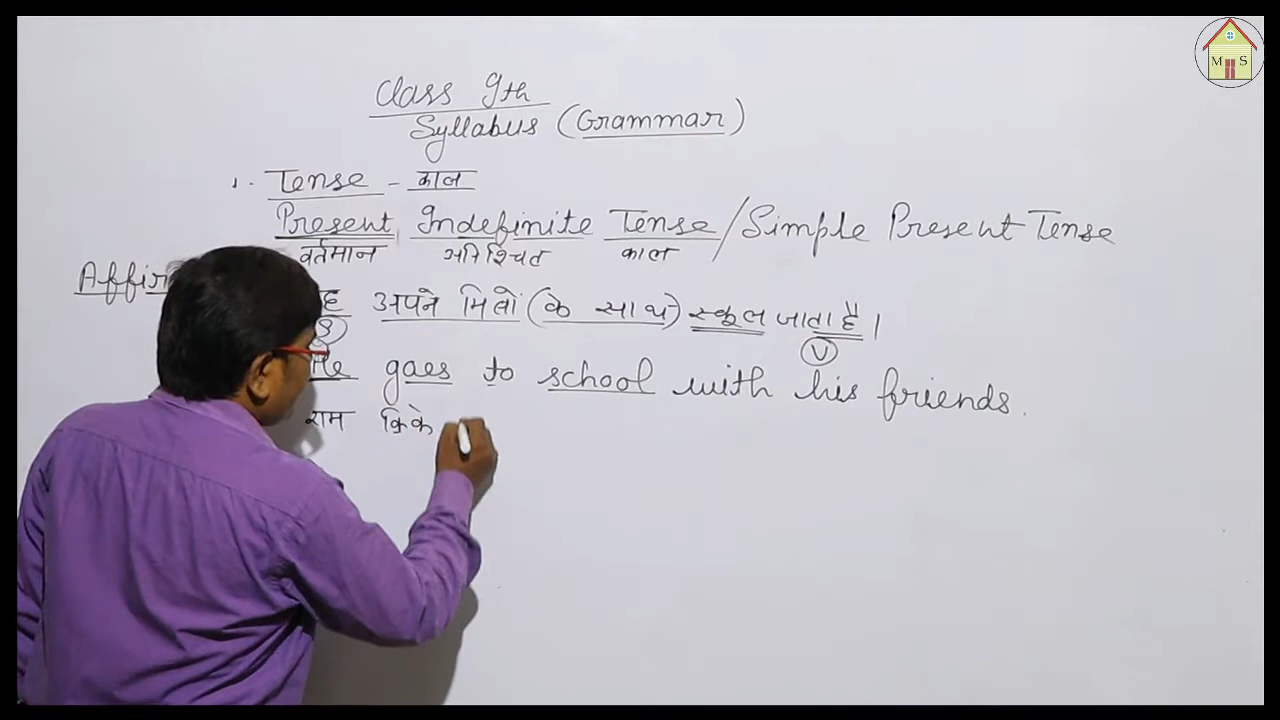 M S
Class 9th
Syllabus (Grammar)
1. Tense - काल
Present Indefinite Tense/Simple Present Tense
वर्तमान अनिश्चित काल
अपने मित्रों (के साथ) स्कूल जाता है।
S V
He goes to school with his friends.
राम क्रिके